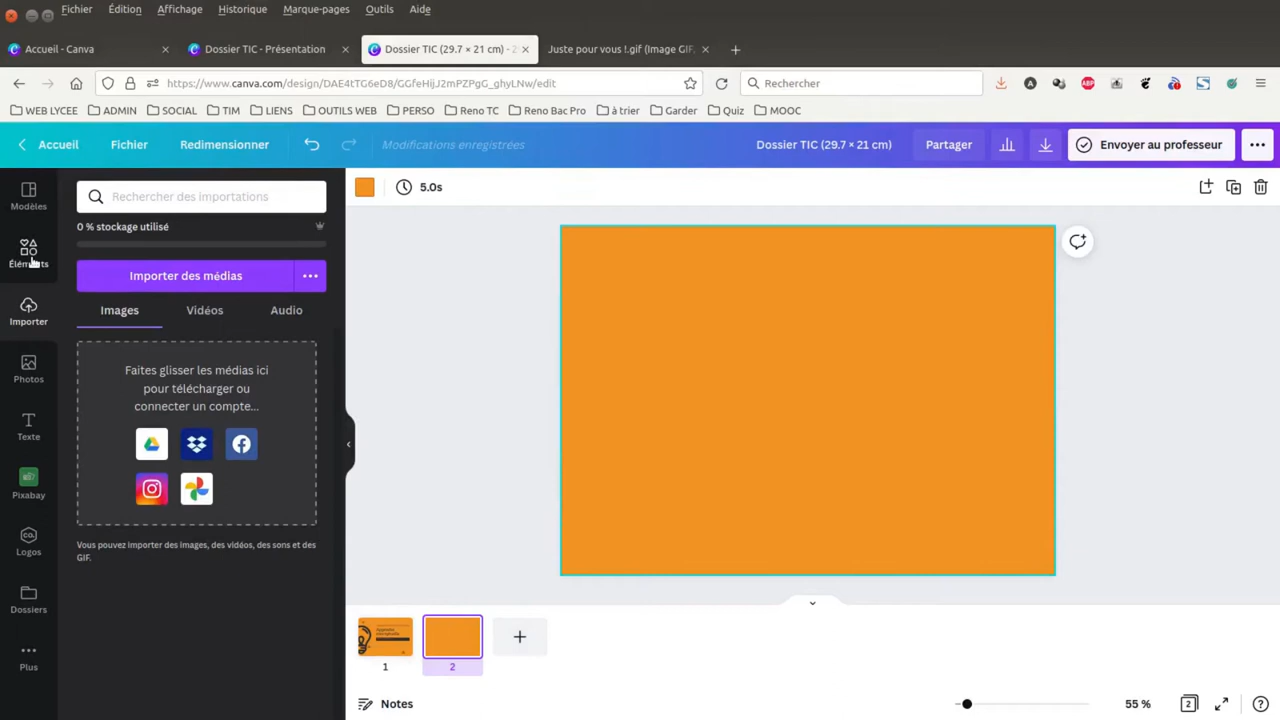 Fichier Édition Affichage Historique Marque-pages Outils Aide
Accueil - Canva
Dossier TIC - Présentation
Dossier TIC (29.7 × 21 cm) - 2
Juste pour vous !.gif (Image GIF,
https://www.canva.com/design/DAE4tTG6eD8/GGfeHijJ2mPZPgG_ghyLNw/edit
Rechercher
WEB LYCEE ADMIN SOCIAL TIM LIENS OUTILS WEB PERSO Reno TC Reno Bac Pro à trier Garder Quiz MOOC
Accueil Fichier Redimensionner Modifications enregistrées Dossier TIC (29.7 × 21 cm) Partager Envoyer au professeur
Modèles
Éléments
Importer
Photos
Texte
Pixabay
CO.
Logos
Dossiers
Plus
Rechercher des importations
0 % stockage utilisé
Importer des médias
Images Vidéos Audio
Faites glisser les médias ici
pour télécharger ou
connecter un compte...
Vous pouvez importer des images, des vidéos, des sons et des
GIF.
5.0s
1
2
Notes
55 %
2